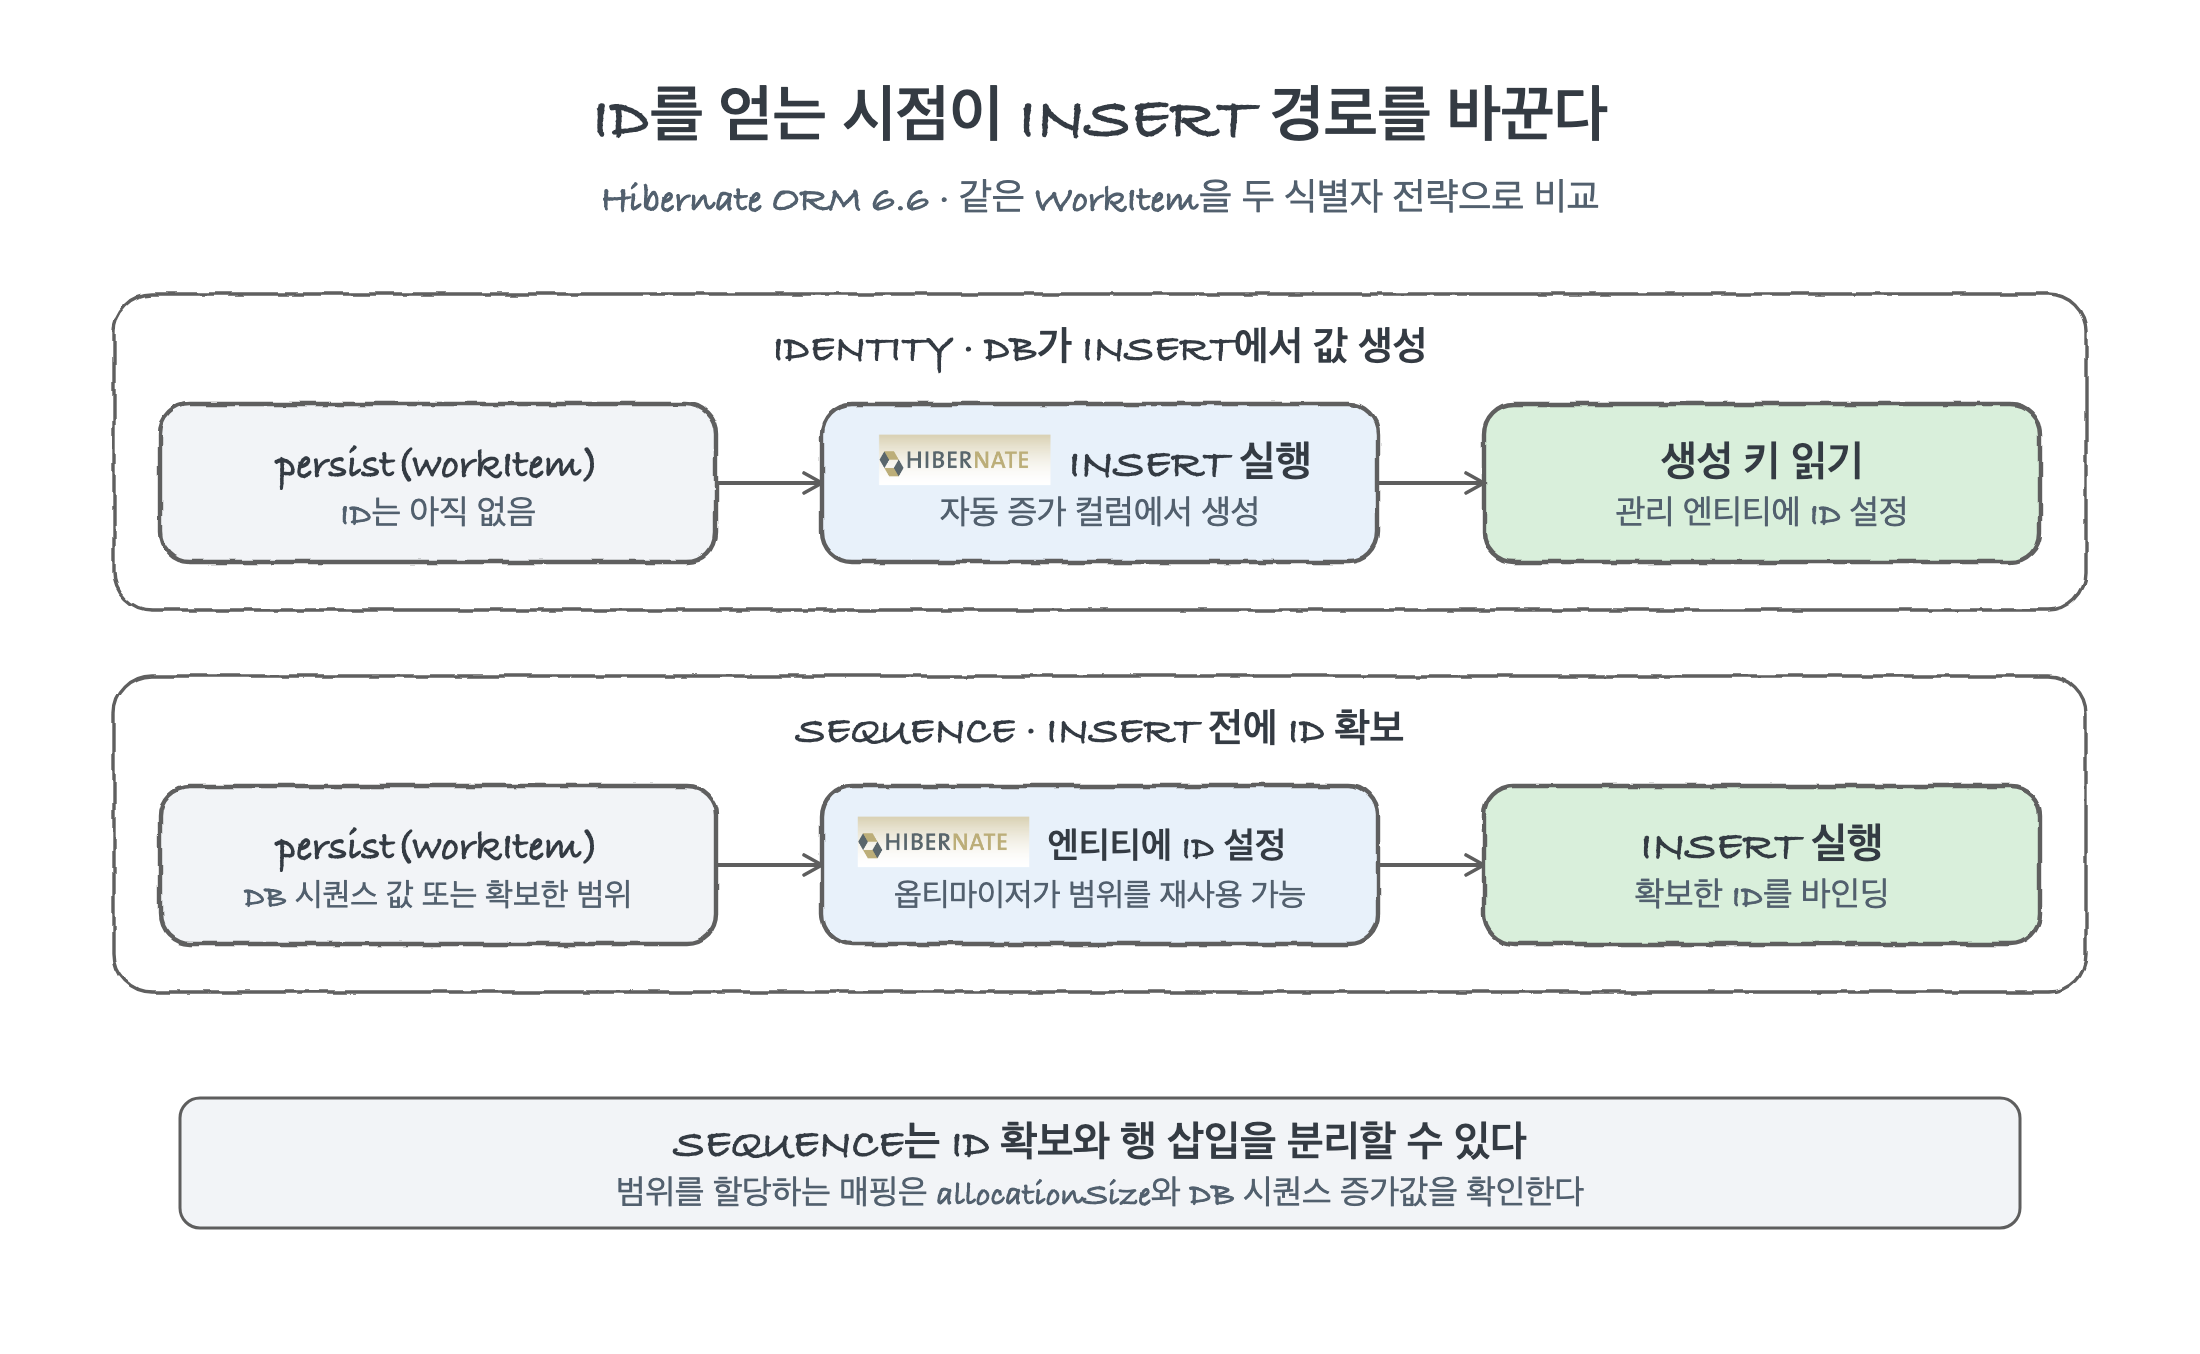 ID를 얻는 시점이 INSERT 경로를 바꾼다
Hibernate ORM 6.6 · 같은 WorkItem을 두 식별자 전략으로 비교
IDENTITY · DB가 INSERT에서 값 생성
persist(workItem)
ID는 아직 없음
HIBERNATE INSERT 실행
자동 증가 컬럼에서 생성
생성 키 읽기
관리 엔티티에 ID 설정
SEQUENCE · INSERT 전에 ID 확보
persist(workItem)
DB 시퀀스 값 또는 확보한 범위
HIBERNATE 엔티티에 ID 설정
옵티마이저가 범위를 재사용 가능
INSERT 실행
확보한 ID를 바인딩
SEQUENCE는 ID 확보와 행 삽입을 분리할 수 있다
범위를 할당하는 매핑은 allocationSize와 DB 시퀀스 증가값을 확인한다